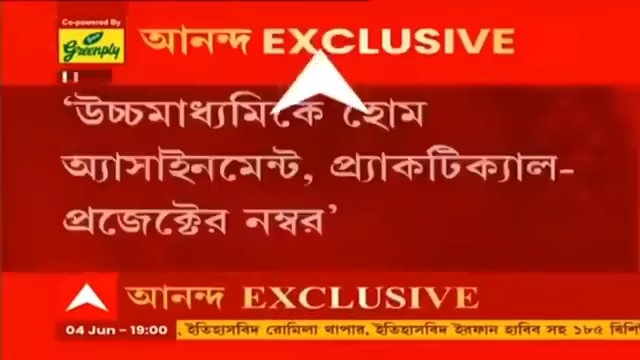 Co-powered By
Greenply
আনন্দ EXCLUSIVE
‘উচ্চমাধ্যমিকে হোম
অ্যাসাইনমেন্ট, প্র্যাকটিক্যাল-
প্রজেক্টের নম্বর’
আনন্দ EXCLUSIVE
04 Jun – 19:00
, ইতিহাসবিদ রোমিলা থাপার, ইতিহাসবিদ ইরফান হাবিব সহ ১৮৫ বিশি